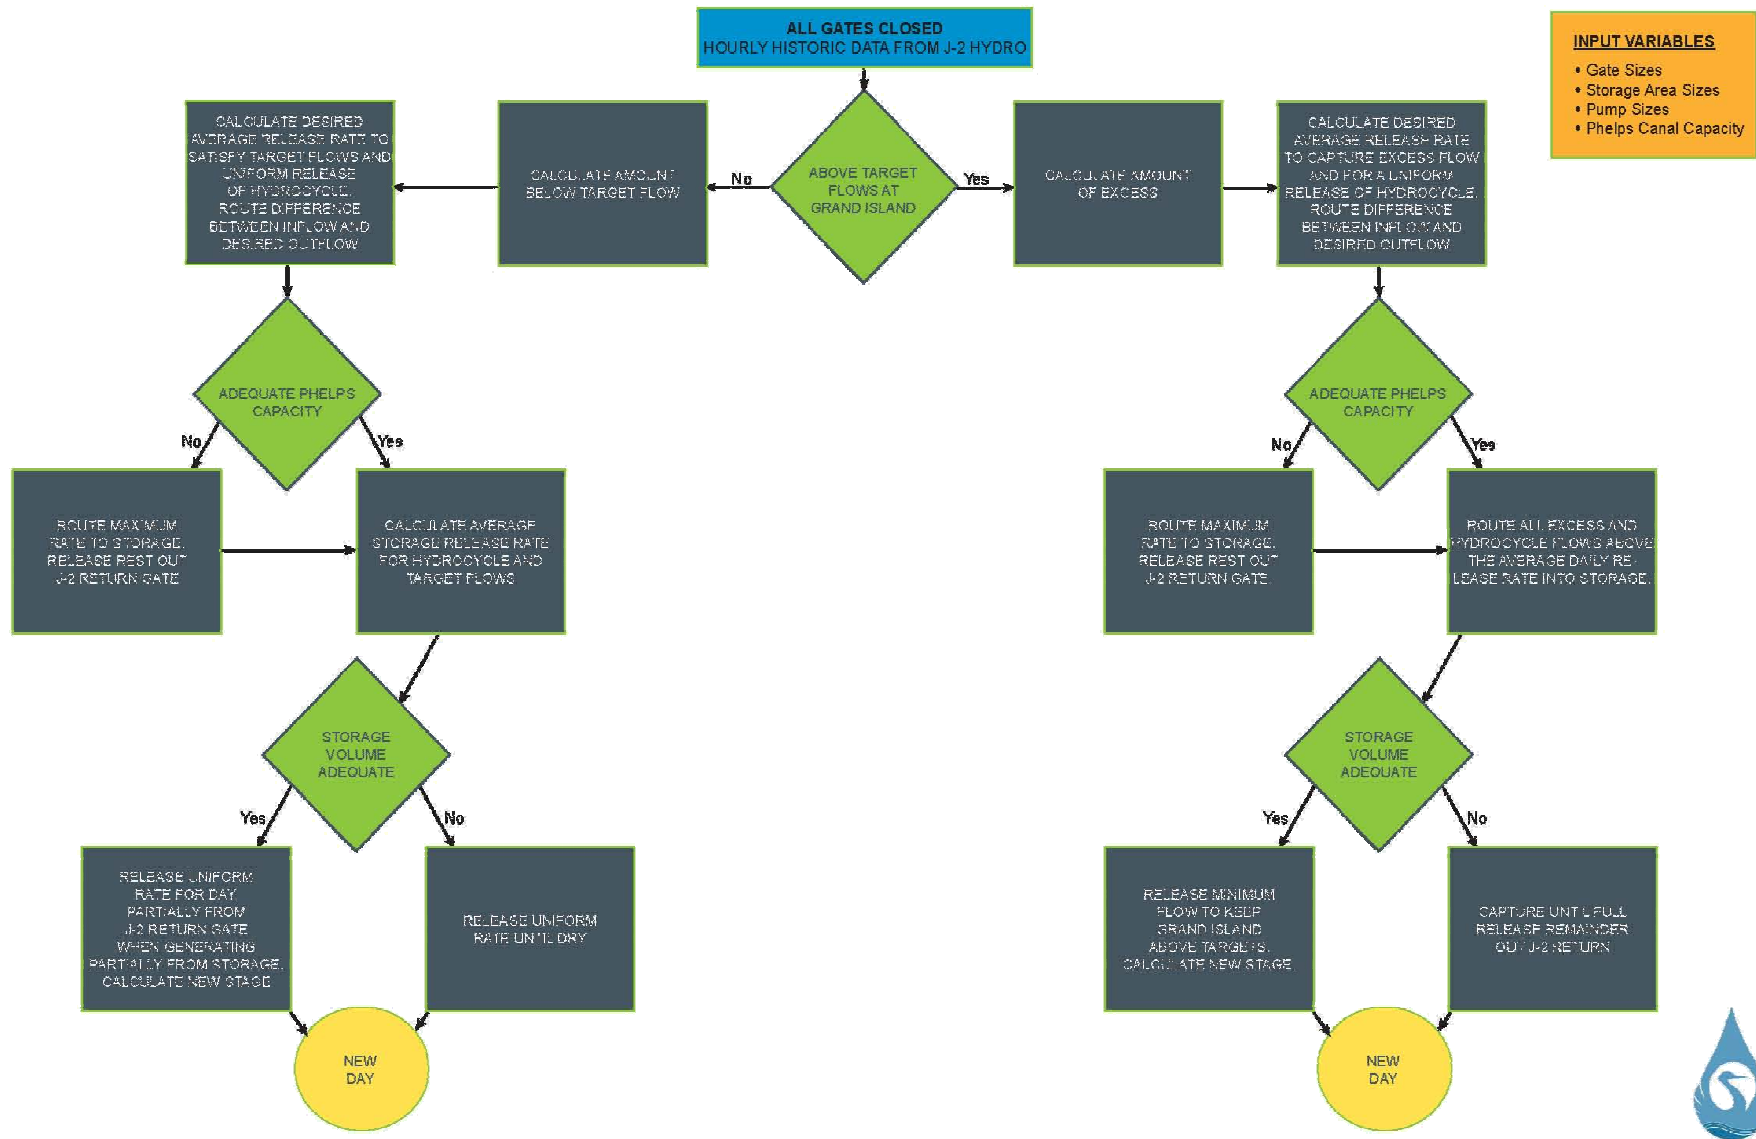 ALL GATES CLOSED
HOURLY HISTORIC DATA FROM J-2 HYDRO
INPUT VARIABLES
• Gate Sizes
• Storage Area Sizes
• Pump Sizes
• Phelps Canal Capacity
CALCULATE DESIRED
AVERAGE RELEASE RATE TO
SATISFY TARGET FLOWS AND
UNIFORM RELEASE
OF HYDROCYCLE.
ROUTE DIFFERENCE
BETWEEN INFLOW AND
DESIRED OUTFLOW
CALCULATE AMOUNT
BELOW TARGET FLOW
No
ABOVE TARGET
FLOWS AT
GRAND ISLAND
Yes
CALCULATE AMOUNT
OF EXCESS
CALCULATE DESIRED
AVERAGE RELEASE RATE
TO CAPTURE EXCESS FLOW
AND FOR A UNIFORM
RELEASE OF HYDROCYCLE.
ROUTE DIFFERENCE
BETWEEN INFLOW AND
DESIRED OUTFLOW
ADEQUATE PHELPS
CAPACITY
No
Yes
ROUTE MAXIMUM
RATE TO STORAGE.
RELEASE REST OUT
J-2 RETURN GATE
CALCULATE AVERAGE
STORAGE RELEASE RATE
FOR HYDROCYCLE AND
TARGET FLOWS
STORAGE
VOLUME
ADEQUATE
Yes
No
RELEASE UNIFORM
RATE FOR DAY
PARTIALLY FROM
J-2 RETURN GATE
WHEN GENERATING
PARTIALLY FROM STORAGE.
CALCULATE NEW STAGE
RELEASE UNIFORM
RATE UNTIL DRY
NEW
DAY
ADEQUATE PHELPS
CAPACITY
No
Yes
ROUTE MAXIMUM
RATE TO STORAGE.
RELEASE REST OUT
J-2 RETURN GATE.
ROUTE ALL EXCESS AND
HYDROCYCLE FLOWS ABOVE
THE AVERAGE DAILY RE-
LEASE RATE INTO STORAGE.
STORAGE
VOLUME
ADEQUATE
Yes
No
RELEASE MINIMUM
FLOW TO KEEP
GRAND ISLAND
ABOVE TARGETS.
CALCULATE NEW STAGE
CAPTURE UNTIL FULL
RELEASE REMAINDER
OUT J-2 RETURN
NEW
DAY